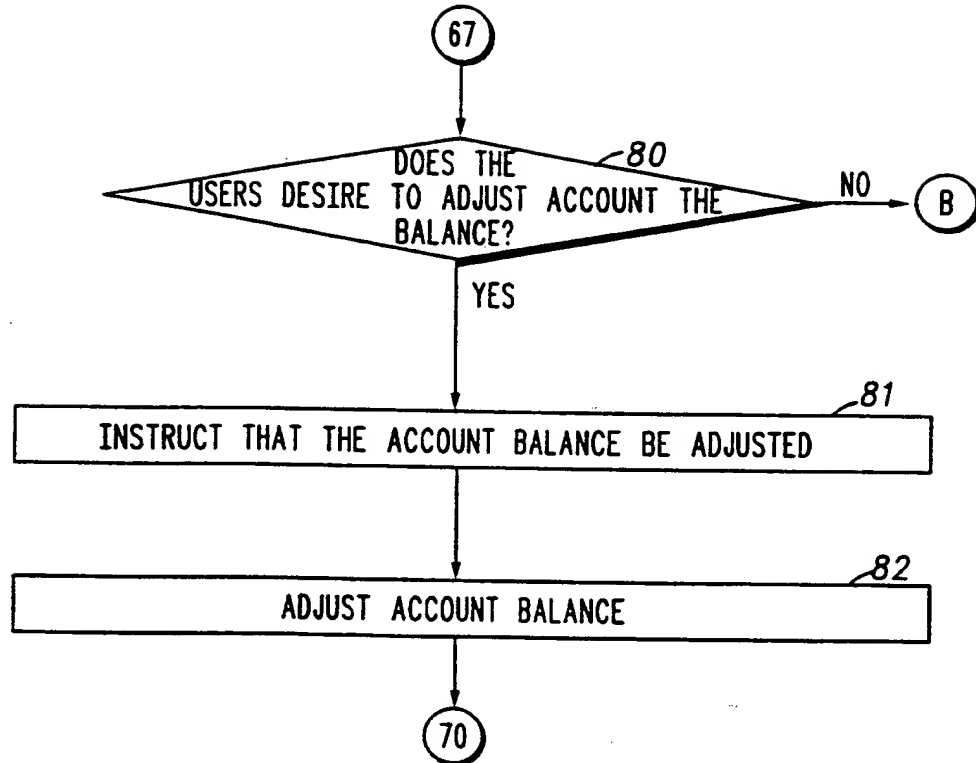 67
80
DOES THE
USERS DESIRE TO ADJUST ACCOUNT THE
BALANCE?
NO
B
YES
81
INSTRUCT THAT THE ACCOUNT BALANCE BE ADJUSTED
82
ADJUST ACCOUNT BALANCE
70